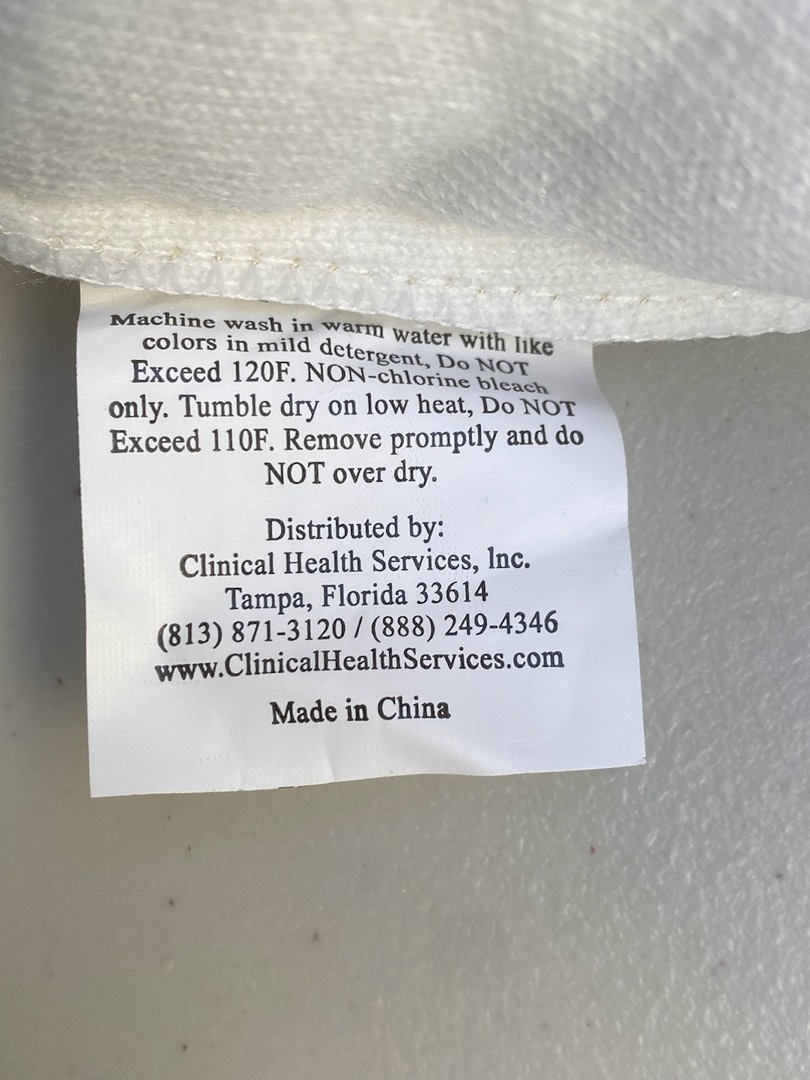 Machine wash in warm water with like
colors in mild detergent, Do NOT
Exceed 120F. NON-chlorine bleach
only. Tumble dry on low heat, Do NOT
Exceed 110F. Remove promptly and do
NOT over dry.
Distributed by:
Clinical Health Services, Inc.
Tampa, Florida 33614
(813) 871-3120 / (888) 249-4346
www.ClinicalHealthServices.com
Made in China